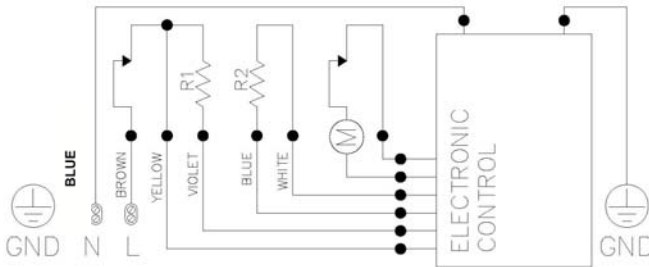 R1
R2
M
BLUE
BROWN
YELLOW
VIOLET
BLUE
WHITE
ELECTRONIC
CONTROL
GND
N
L
GND